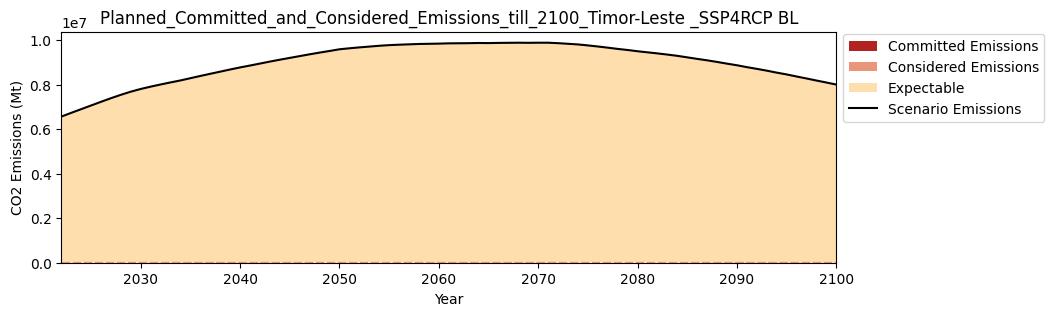 Planned_Committed_and_Considered_Emissions_till_2100_Timor-Leste _SSP4RCP BL
1e7
1.0
0.8
0.6
0.4
0.2
0.0
CO2 Emissions (Mt)
2030 2040 2050 2060 2070 2080 2090 2100
Year
Committed Emissions
Considered Emissions
Expectable
Scenario Emissions